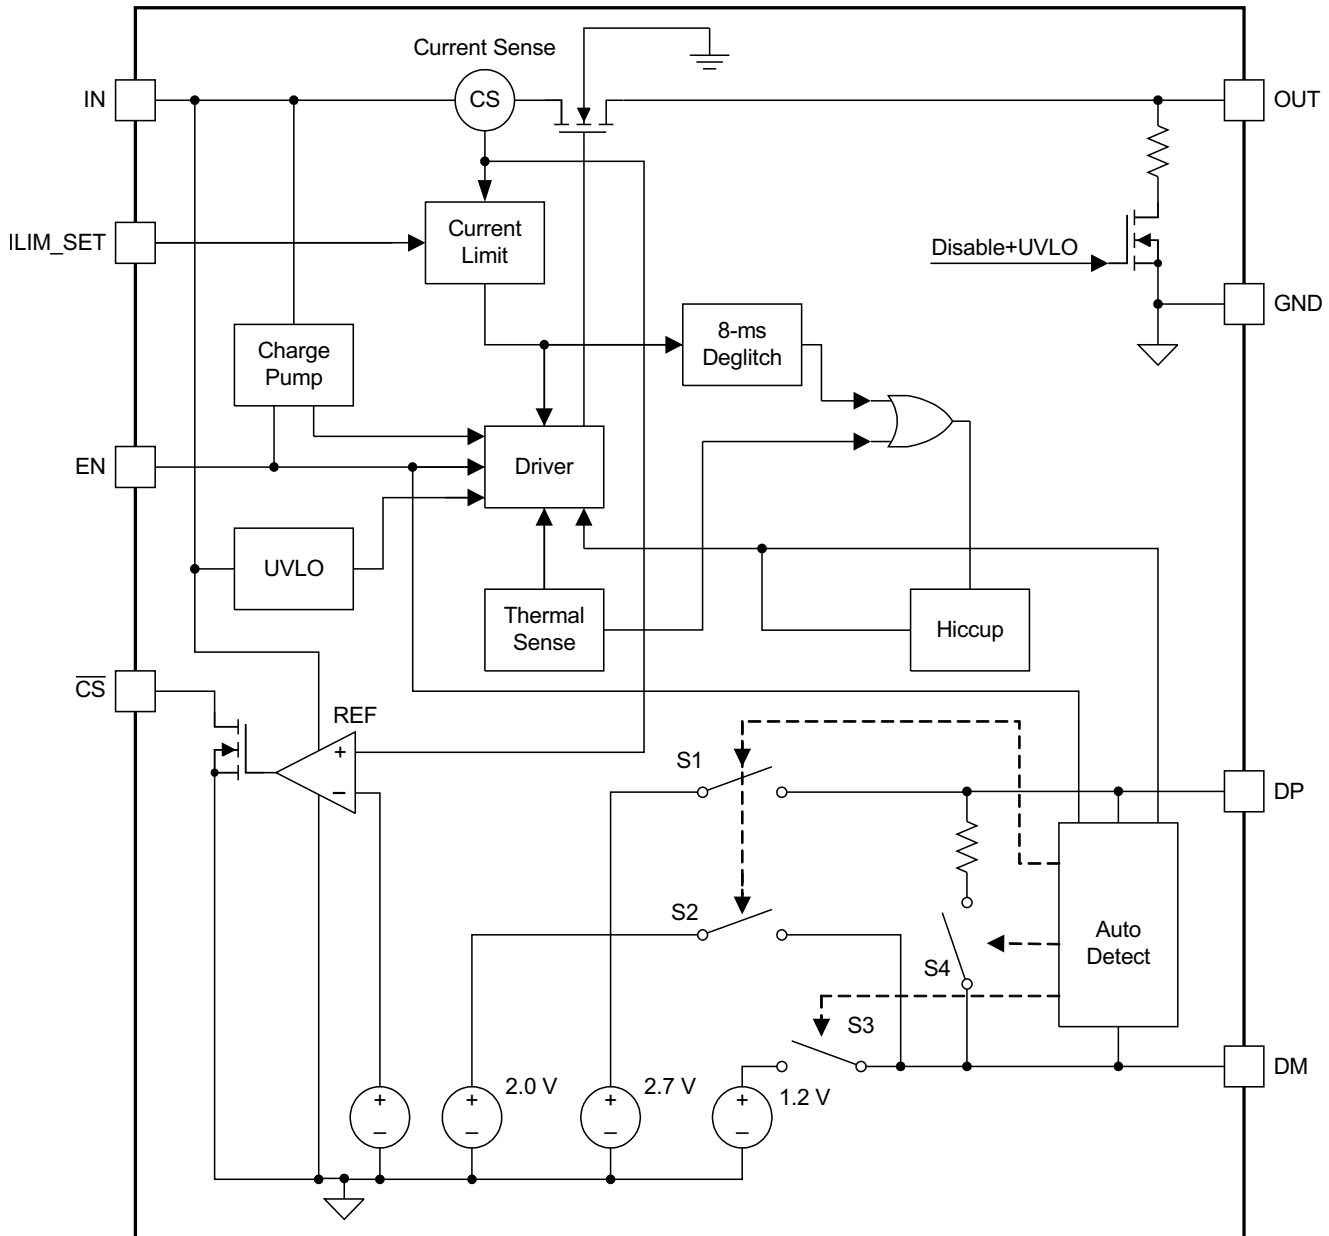 Current Sense
IN
CS
OUT
ILIM_SET
Current
Limit
Disable+UVLO
GND
8-ms
Deglitch
Charge
Pump
EN
Driver
UVLO
Thermal
Sense
Hiccup
C̅S̅
REF
+
–
S1
DP
S2
Auto
Detect
S4
S3
DM
2.0 V
2.7 V
1.2 V
+
–
+
–
+
–
+
–